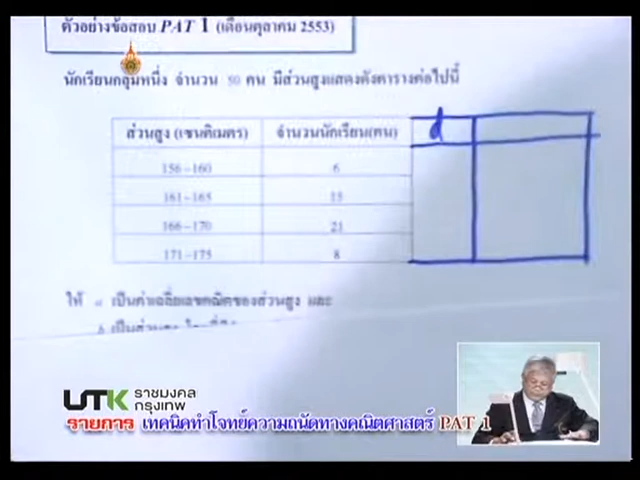 ตัวอย่างข้อสอบ PAT 1 (เดือนตุลาคม 2553)
นักเรียนกลุ่มหนึ่ง จำนวน 50 คน มีส่วนสูงแสดงดังตารางต่อไปนี้
ส่วนสูง (เซนติเมตร) จำนวนนักเรียน(คน) d
156-160 6
161-165 15
166-170 21
171-175 8
ให้ a เป็นค่าเฉลี่ยเลขคณิตของส่วนสูง และ
b เป็นส่วนสูง
UTK ราชมงคล
กรุงเทพ
รายการ เทคนิคทำโจทย์ความถนัดทางคณิตศาสตร์ PAT 1